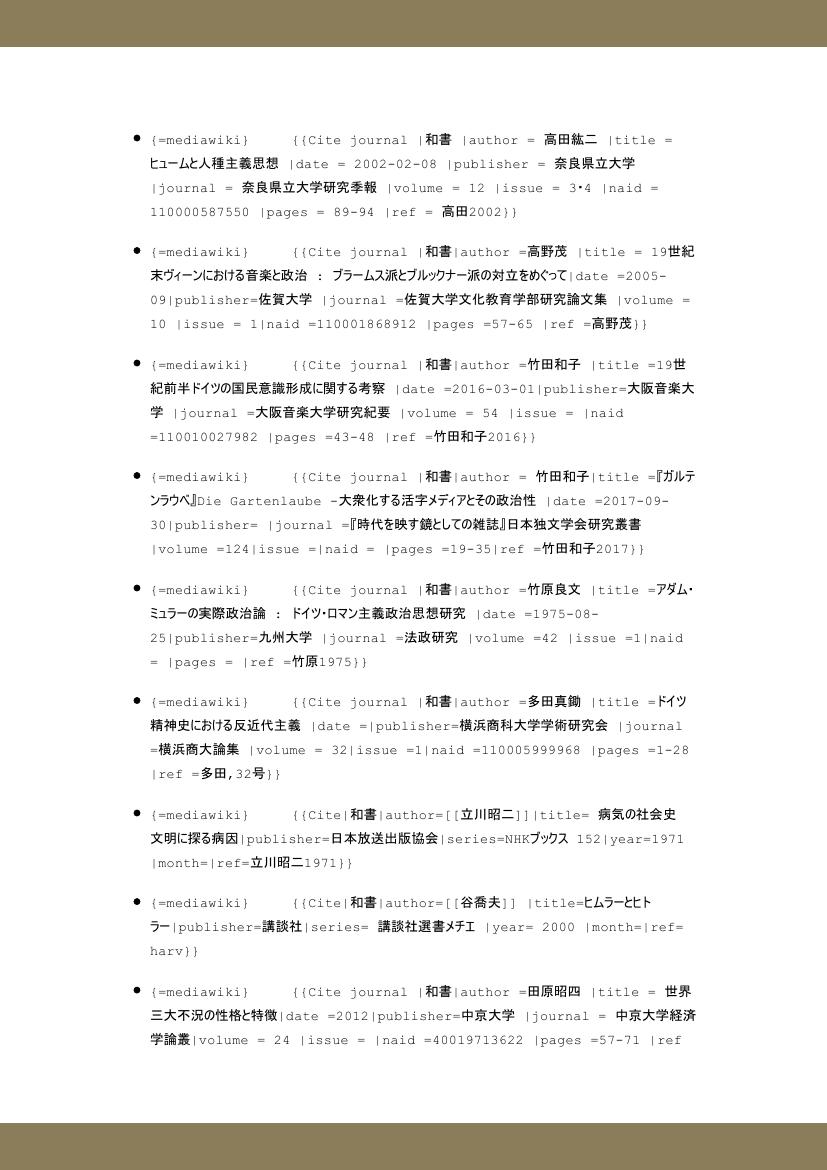 • {=mediawiki}    {{Cite journal |和書 |author = 高田紘二 |title =
ヒュームと人種主義思想 |date = 2002-02-08 |publisher = 奈良県立大学
|journal = 奈良県立大学研究季報 |volume = 12 |issue = 3・4 |naid =
110000587550 |pages = 89-94 |ref = 高田2002}}
• {=mediawiki}    {{Cite journal |和書|author =高野茂 |title = 19世紀
末ヴィーンにおける音楽と政治 : ブラームス派とブルックナー派の対立をめぐって|date =2005-
09|publisher=佐賀大学 |journal =佐賀大学文化教育学部研究論文集 |volume =
10 |issue = 1|naid =110001868912 |pages =57-65 |ref =高野茂}}
• {=mediawiki}    {{Cite journal |和書|author =竹田和子 |title =19世
紀前半ドイツの国民意識形成に関する考察 |date =2016-03-01|publisher=大阪音楽大
学 |journal =大阪音楽大学研究紀要 |volume = 54 |issue = |naid
=110010027982 |pages =43-48 |ref =竹田和子2016}}
• {=mediawiki}    {{Cite journal |和書|author = 竹田和子|title =『ガルテ
ンラウベ』Die Gartenlaube -大衆化する活字メディアとその政治性 |date =2017-09-
30|publisher= |journal =『時代を映す鏡としての雑誌』日本独文学会研究叢書
|volume =124|issue =|naid = |pages =19-35|ref =竹田和子2017}}
• {=mediawiki}    {{Cite journal |和書|author =竹原良文 |title =アダム・
ミュラーの実際政治論 : ドイツ・ロマン主義政治思想研究 |date =1975-08-
25|publisher=九州大学 |journal =法政研究 |volume =42 |issue =1|naid
= |pages = |ref =竹原1975}}
• {=mediawiki}    {{Cite journal |和書|author =多田真鋤 |title =ドイツ
精神史における反近代主義 |date =|publisher=横浜商科大学学術研究会 |journal
=横浜商大論集 |volume = 32|issue =1|naid =110005999968 |pages =1-28
|ref =多田,32号}}
• {=mediawiki}    {{Cite|和書|author=[[立川昭二]]|title= 病気の社会史
文明に探る病因|publisher=日本放送出版協会|series=NHKブックス 152|year=1971
|month=|ref=立川昭二1971}}
• {=mediawiki}    {{Cite|和書|author=[[谷喬夫]] |title=ヒムラーとヒト
ラー|publisher=講談社|series= 講談社選書メチエ |year= 2000 |month=|ref=
harv}}
• {=mediawiki}    {{Cite journal |和書|author =田原昭四 |title = 世界
三大不況の性格と特徴|date =2012|publisher=中京大学 |journal = 中京大学経済
学論叢|volume = 24 |issue = |naid =40019713622 |pages =57-71 |ref